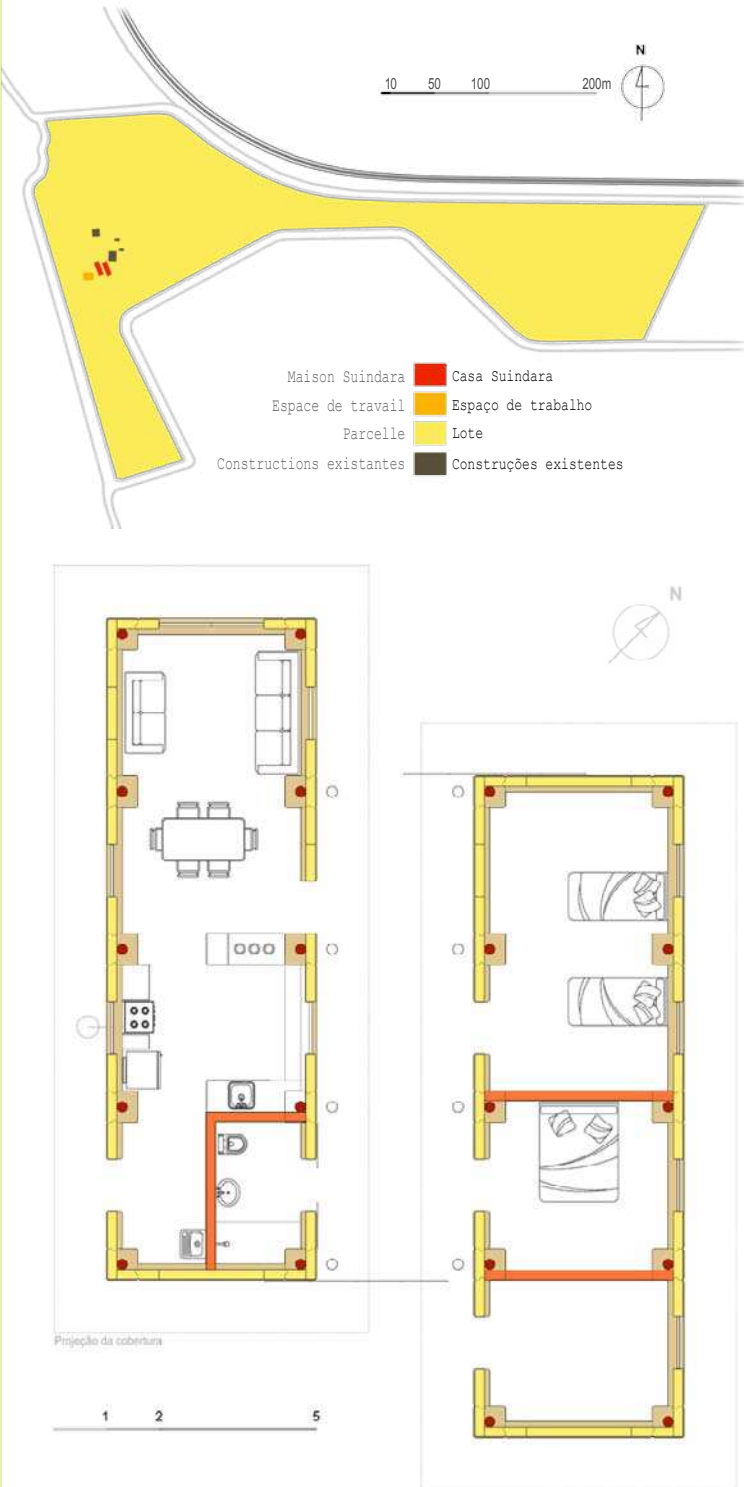 N
10 50 100 200m
Maison Suindara Casa Suindara
Espace de travail Espaço de trabalho
Parcelle Lote
Constructions existantes Construções existentes
N
Projeção da cobertura
1 2 5